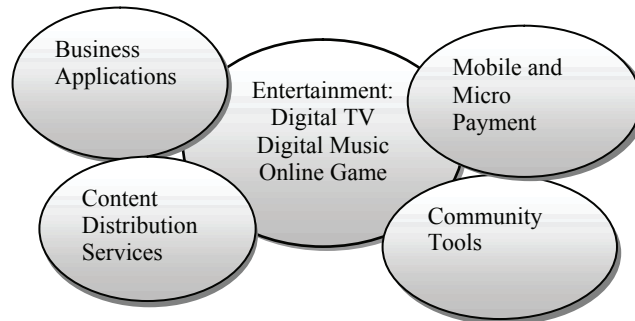 Business
Applications
Entertainment:
Digital TV
Digital Music
Online Game
Mobile and
Micro
Payment
Content
Distribution
Services
Community
Tools